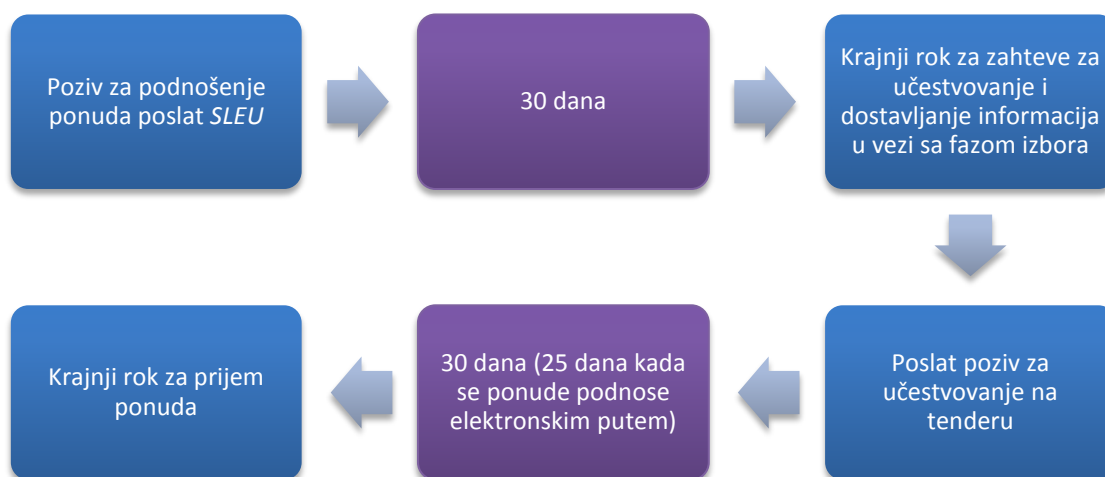 Poziv za podnošenje
ponuda poslat SLEU
30 dana
Krajnji rok za zahteve za
učestvovanje i
dostavljanje informacija
u vezi sa fazom izbora
Poslat poziv za
učestvovanje na
tenderu
30 dana (25 dana kada
se ponude podnose
elektronskim putem)
Krajnji rok za prijem
ponuda